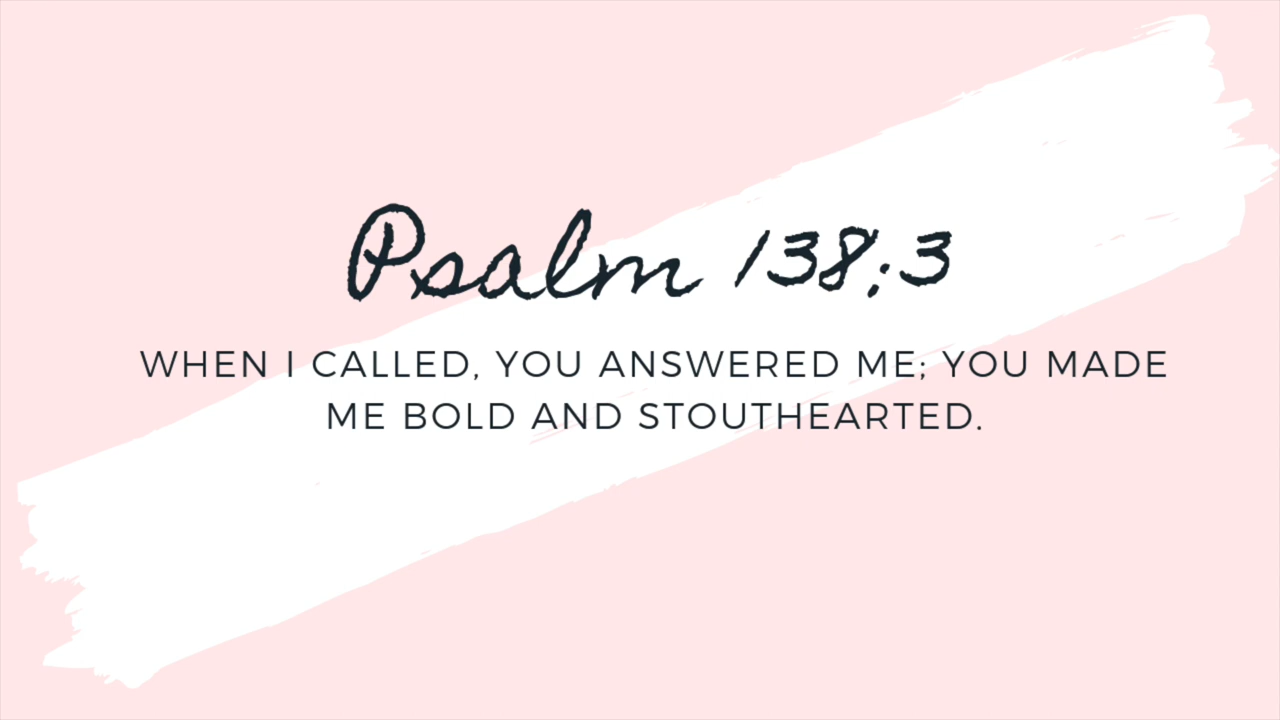 Psalm 138:3
WHEN I CALLED, YOU ANSWERED ME; YOU MADE
ME BOLD AND STOUTHEARTED.